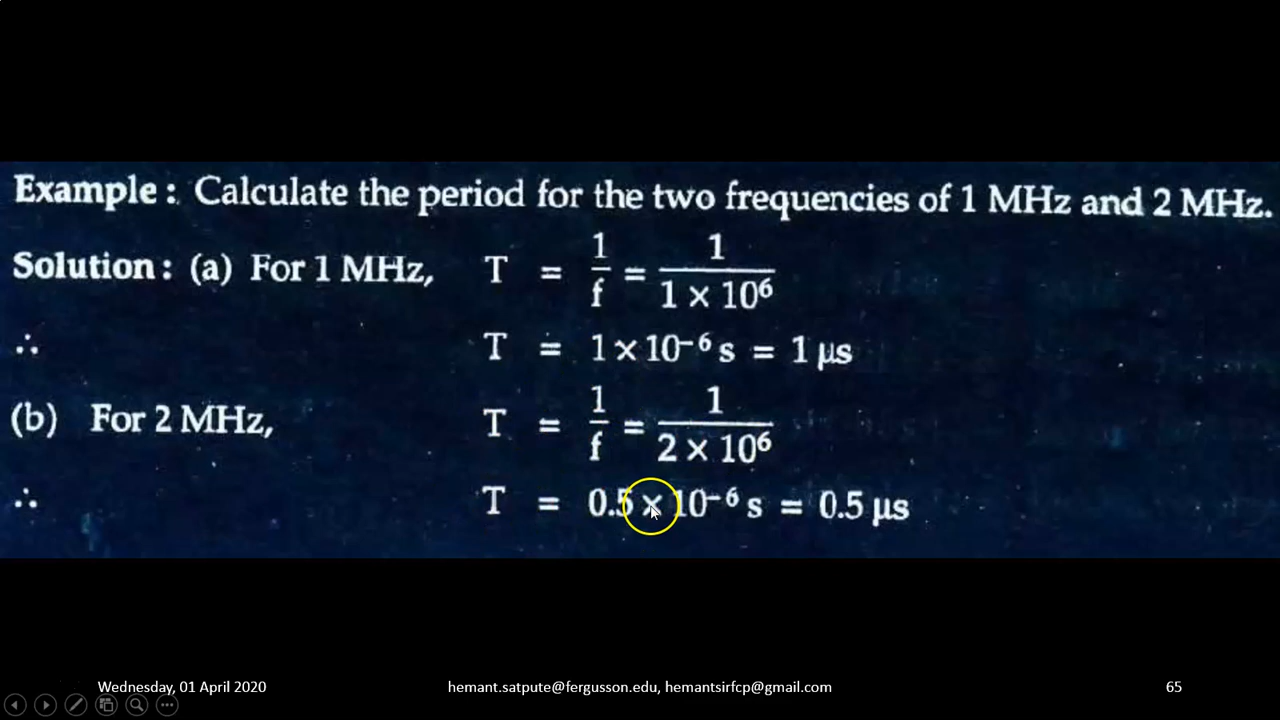 Example : Calculate the period for the two frequencies of 1 MHz and 2 MHz.
Solution : (a) For 1 MHz, T = 1/f = 1/(1 × 10⁶)
∴ T = 1 × 10⁻⁶ s = 1 μs
(b) For 2 MHz, T = 1/f = 1/(2 × 10⁶)
∴ T = 0.5 × 10⁻⁶ s = 0.5 μs
Wednesday, 01 April 2020 hemant.satpute@fergusson.edu, hemantsirfcp@gmail.com 65